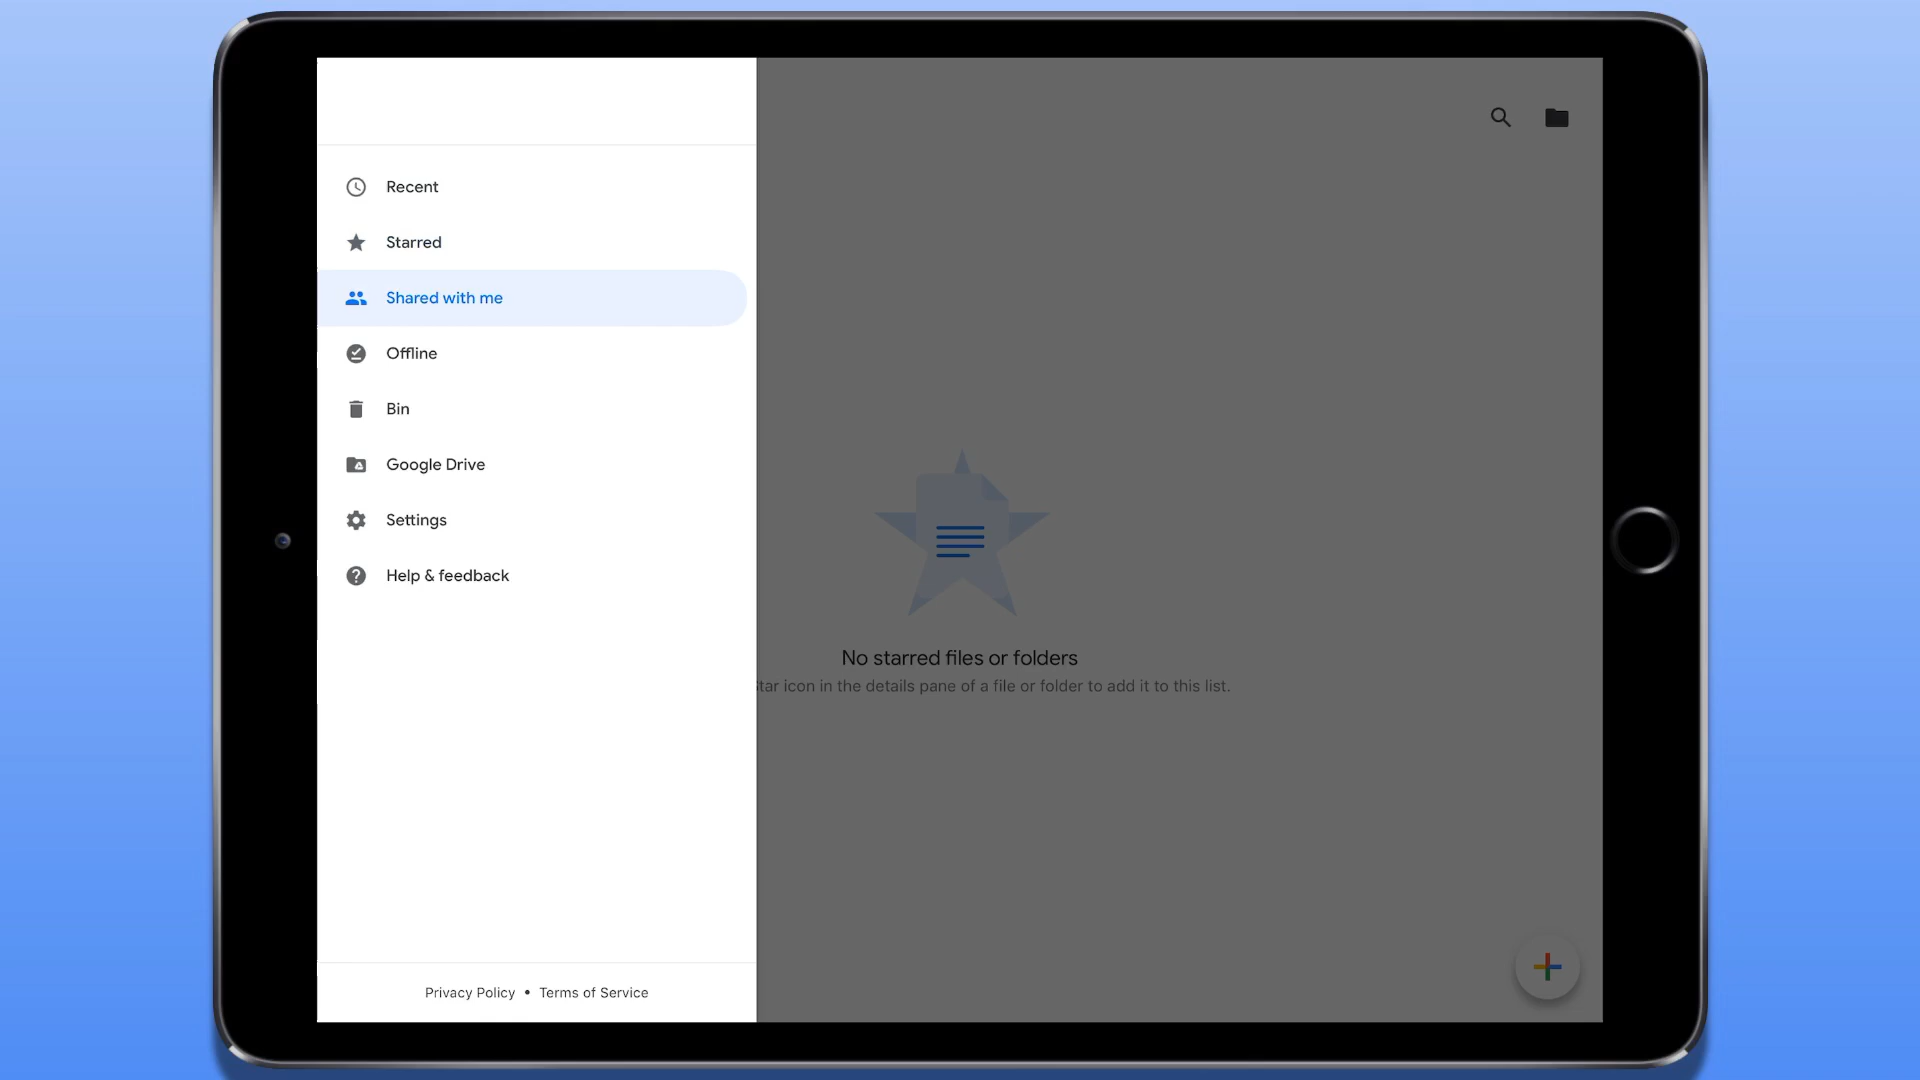 Recent
Starred
Shared with me
Offline
Bin
Google Drive
Settings
Help & feedback
No starred files or folders
icon in the details pane of a file or folder to add it to this list.
Privacy Policy • Terms of Service